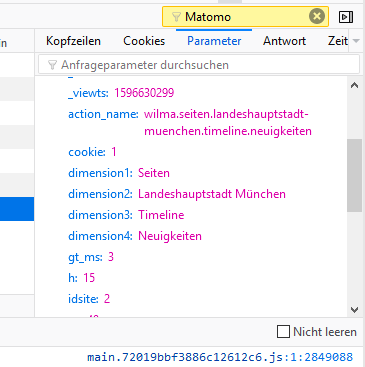 Matomo
in
Kopfzeilen Cookies Parameter Antwort Zeit
Anfrageparameter durchsuchen
_viewts: 1596630299
action_name: wilma.seiten.landeshauptstadt-
muenchen.timeline.neuigkeiten
cookie: 1
dimension1: Seiten
dimension2: Landeshauptstadt München
dimension3: Timeline
dimension4: Neuigkeiten
gt_ms: 3
h: 15
idsite: 2
Nicht leeren
main.72019bbf3886c12612c6.js:1:2849088